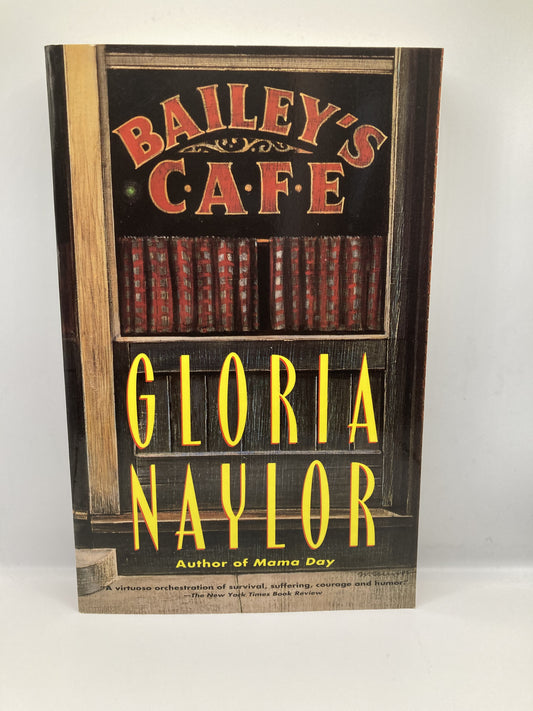 BAILEY'S
C·A·F·E
GLORIA
NAYLOR
Author of Mama Day
"A virtuoso orchestration of survival, suffering, courage and humor."
—The New York Times Book Review